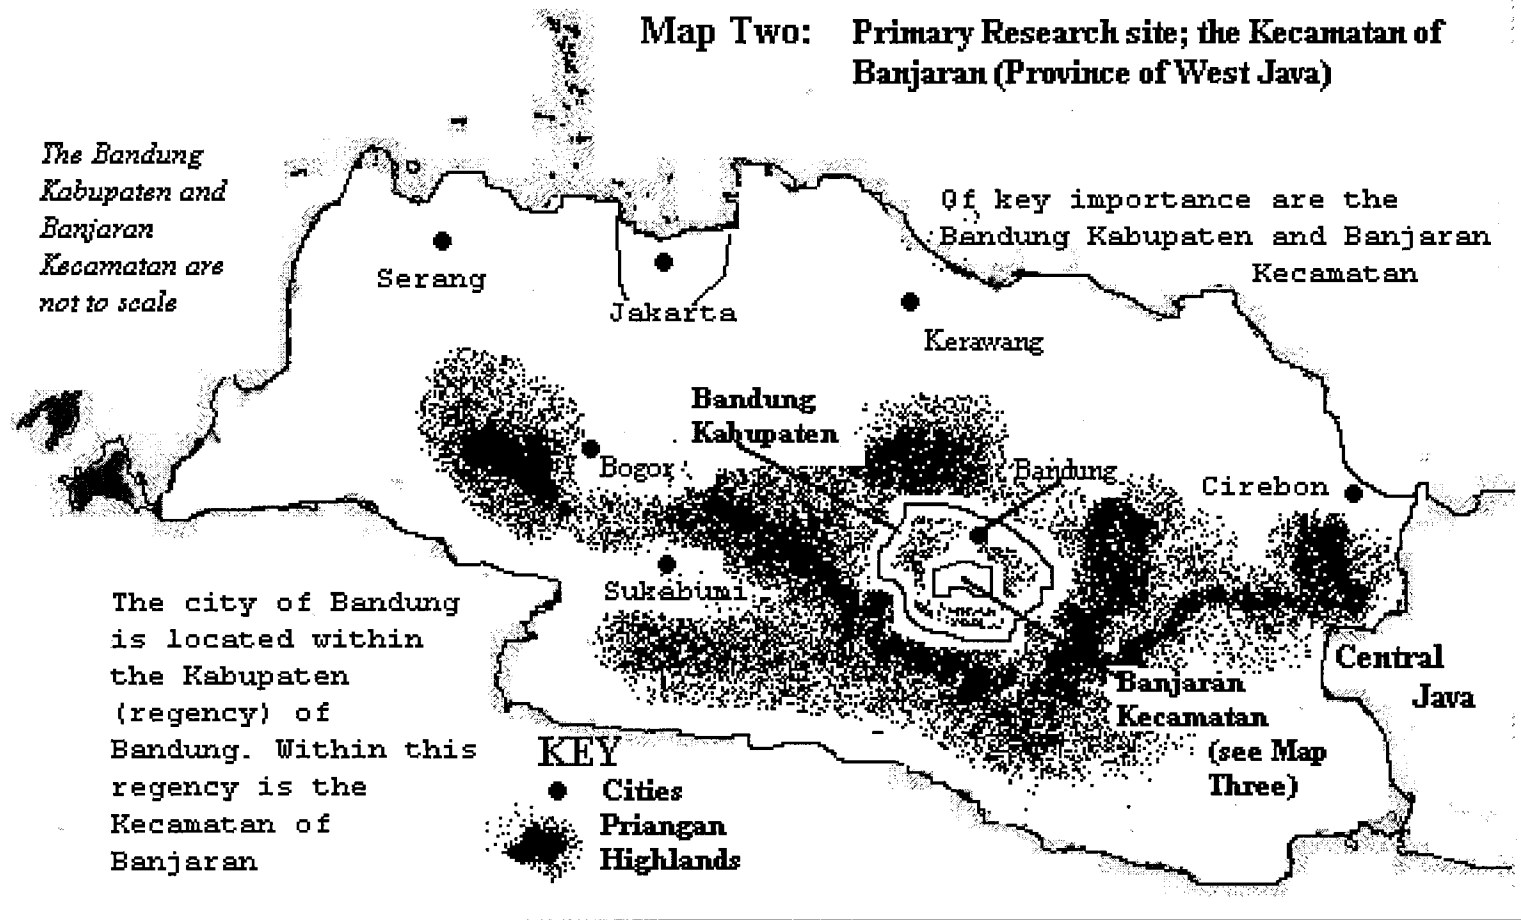 Map Two: Primary Research site; the Kecamatan of
Banjaran (Province of West Java)
The Bandung
Kabupaten and
Banjaran
Kecamatan are
not to scale
Of key importance are the
Bandung Kabupaten and Banjaran
Kecamatan
Serang
Jakarta
Kerawang
Bandung
Kabupaten
Bogor
Bandung
Cirebon
Sukabumi
The city of Bandung
is located within
the Kabupaten
(regency) of
Bandung. Within this
regency is the
Kecamatan of
Banjaran
Central
Java
Banjaran
Kecamatan
(see Map
Three)
KEY
Cities
Priangan
Highlands